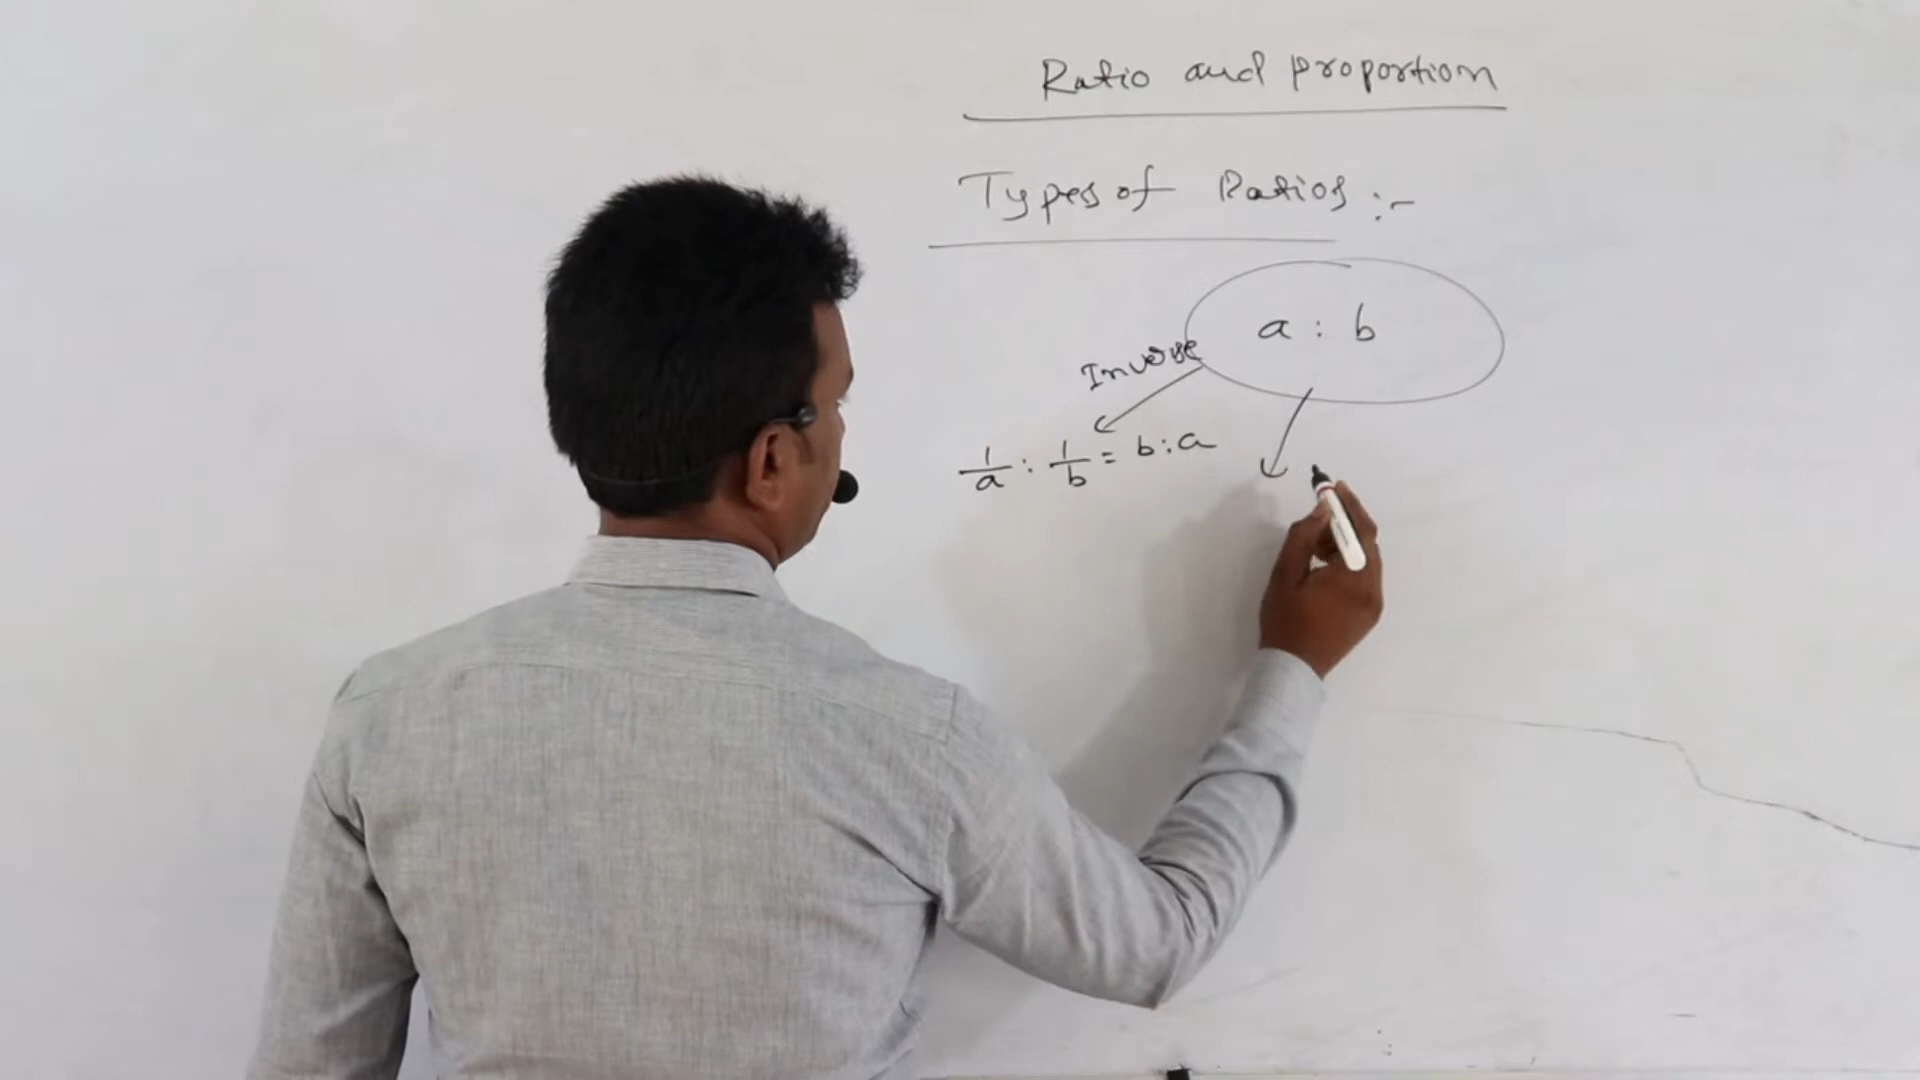 Ratio and proportion
Types of Ratios :-
a : b
Inverse
1/a : 1/b = b : a